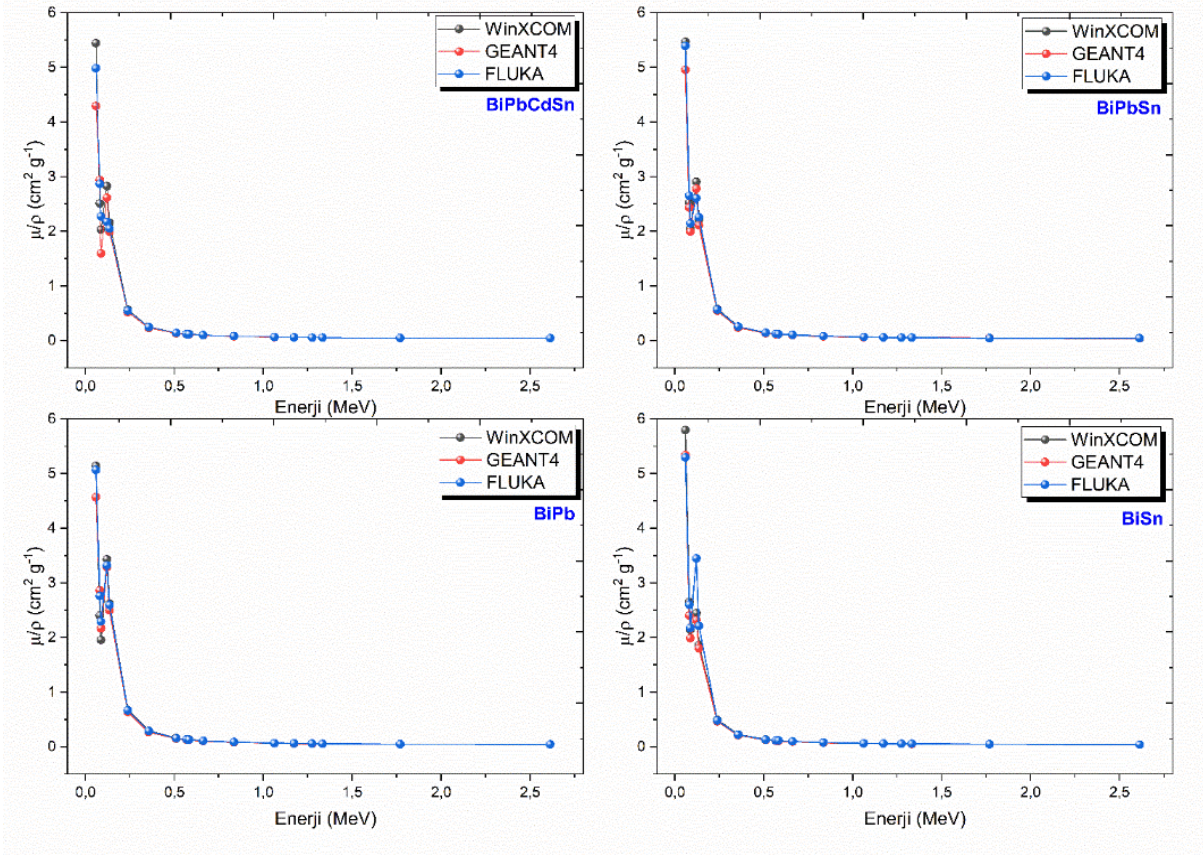 6
5
4
3
2
1
0
μ/ρ (cm² g⁻¹)
WinXCOM
GEANT4
FLUKA
BiPbCdSn
0,0 0,5 1,0 1,5 2,0 2,5
Enerji (MeV)
6
5
4
3
2
1
0
μ/ρ (cm² g⁻¹)
WinXCOM
GEANT4
FLUKA
BiPbSn
0,0 0,5 1,0 1,5 2,0 2,5
Enerji (MeV)
6
5
4
3
2
1
0
μ/ρ (cm² g⁻¹)
WinXCOM
GEANT4
FLUKA
BiPb
0,0 0,5 1,0 1,5 2,0 2,5
Enerji (MeV)
6
5
4
3
2
1
0
μ/ρ (cm² g⁻¹)
WinXCOM
GEANT4
FLUKA
BiSn
0,0 0,5 1,0 1,5 2,0 2,5
Enerji (MeV)